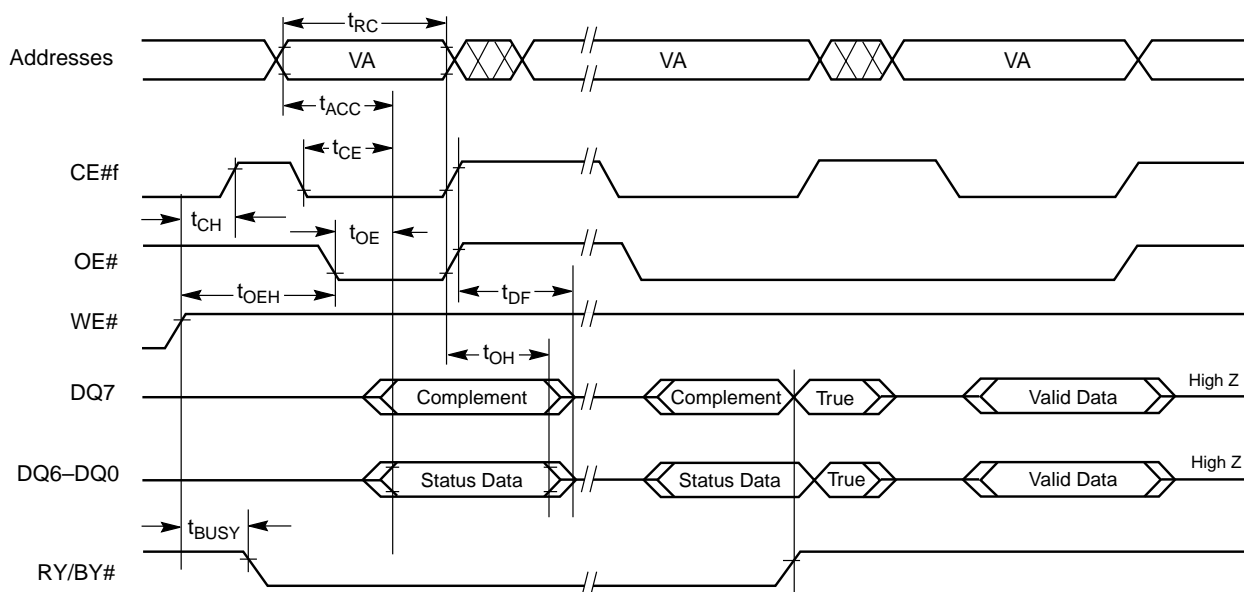 tRC
Addresses VA VA VA
tACC
tCE
CE#f
tCH
tOE
OE#
tOEH
tDF
WE#
tOH
DQ7 Complement Complement True Valid Data High Z
DQ6–DQ0 Status Data Status Data True Valid Data High Z
tBUSY
RY/BY#